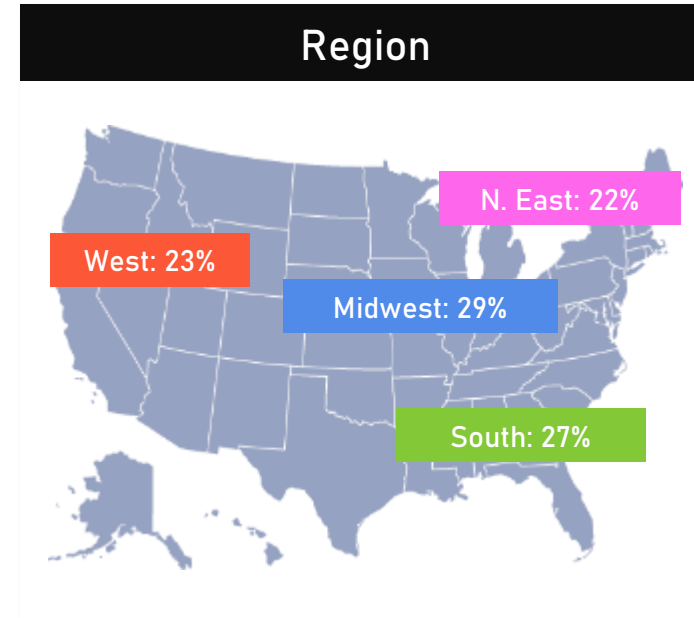 Region
N. East: 22%
West: 23%
Midwest: 29%
South: 27%